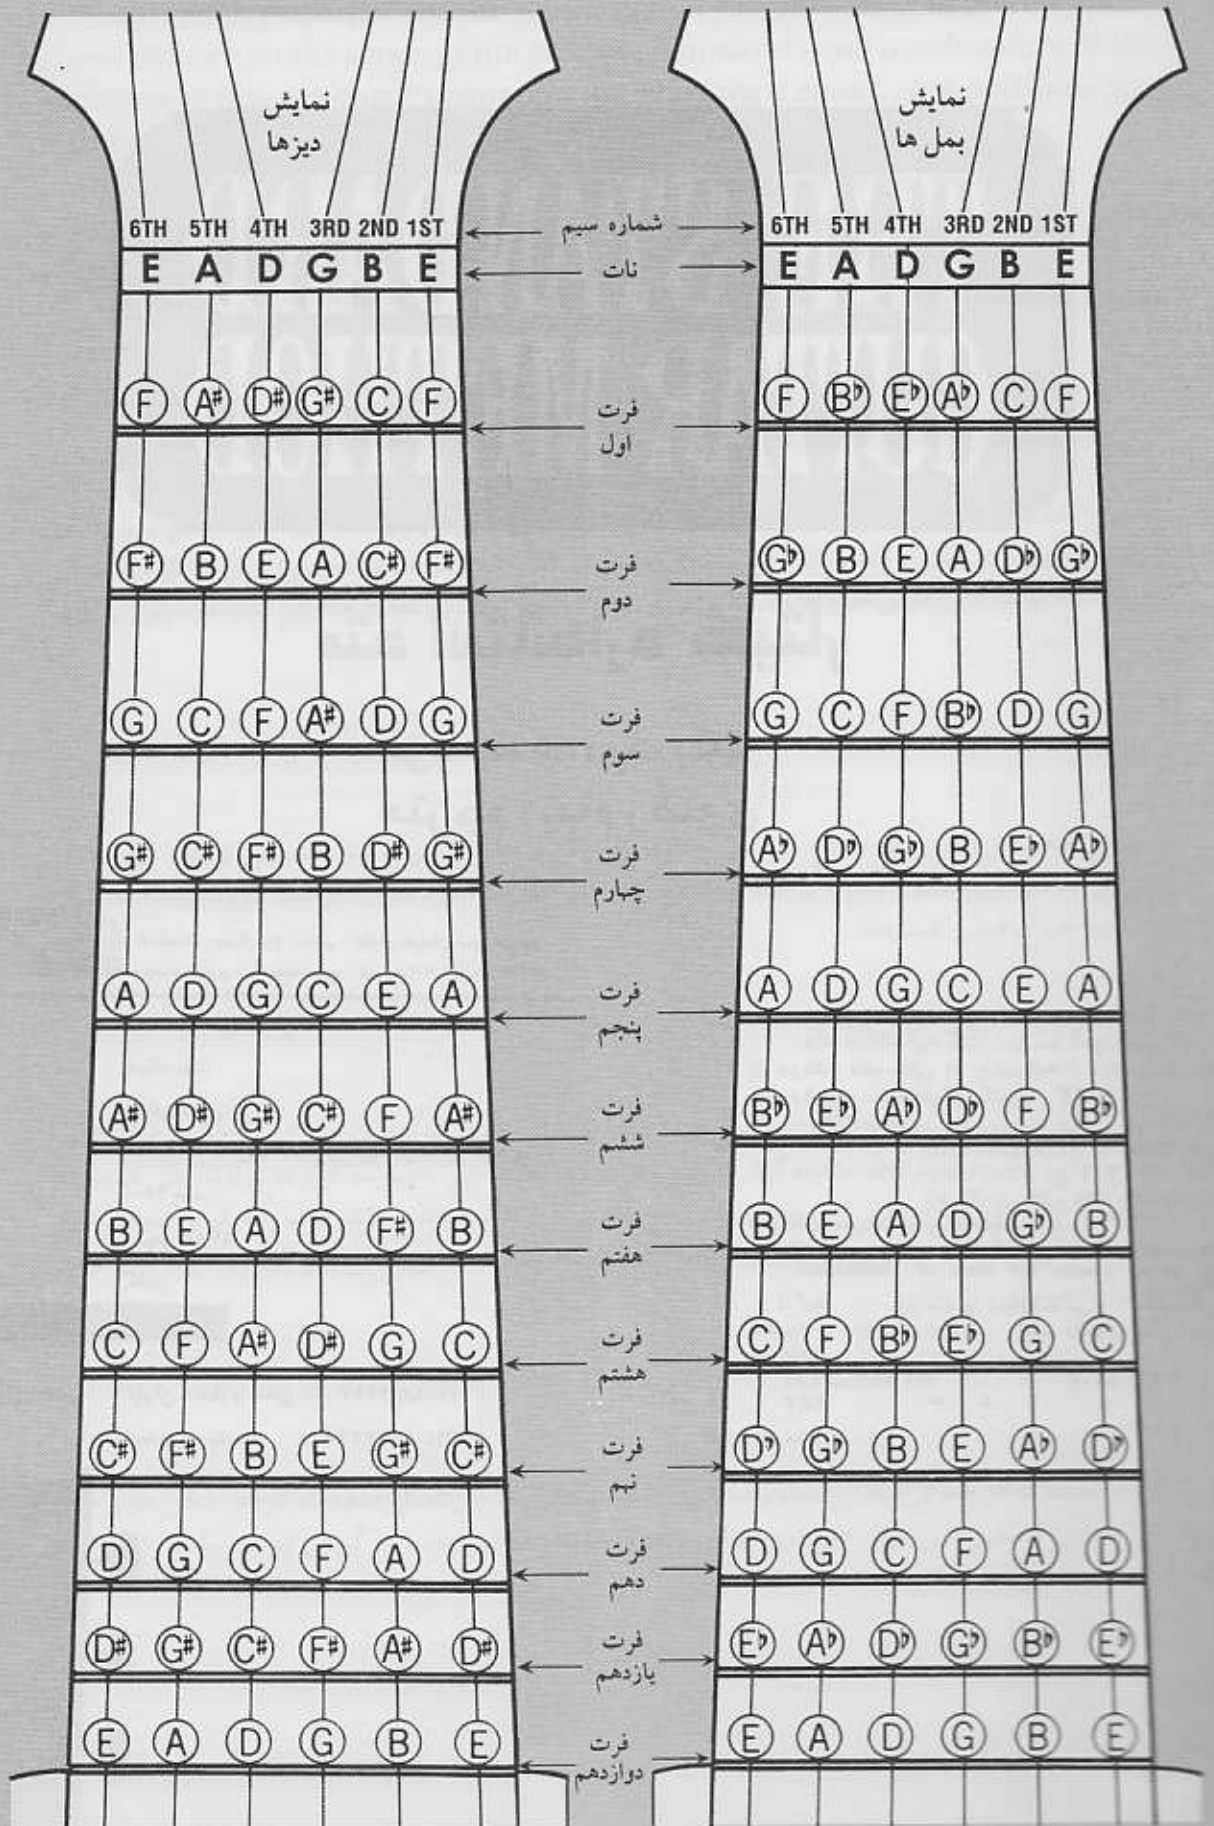 نمایش
دیزها
نمایش
بمل ها
6TH 5TH 4TH 3RD 2ND 1ST شماره سیم 6TH 5TH 4TH 3RD 2ND 1ST
E A D G B E نات E A D G B E
F A# D# G# C F فرت F B♭ E♭ A♭ C F
اول
F# B E A C# F# فرت G♭ B E A D♭ G♭
دوم
G C F A# D G فرت G C F B♭ D G
سوم
G# C# F# B D# G# فرت A♭ D♭ G♭ B E♭ A♭
چهارم
A D G C E A فرت A D G C E A
پنجم
A# D# G# C# F A# فرت B♭ E♭ A♭ D♭ F B♭
ششم
B E A D F# B فرت B E A D G♭ B
هفتم
C F A# D# G C فرت C F B♭ E♭ G C
هشتم
C# F# B E G# C# فرت D♭ G♭ B E A♭ D♭
نهم
D G C F A D فرت D G C F A D
دهم
D# G# C# F# A# D# فرت E♭ A♭ D♭ G♭ B♭ E♭
یازدهم
E A D G B E فرت E A D G B E
دوازدهم